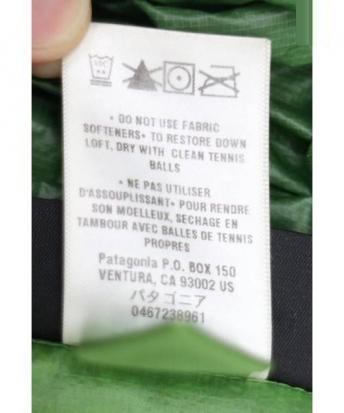 • DO NOT USE FABRIC
SOFTENERS• TO RESTORE DOWN
LOFT, DRY WITH CLEAN TENNIS
BALLS
• NE PAS UTILISER
D'ASSOUPLISSANT• POUR RENDRE
SON MOELLEUX, SECHAGE EN
TAMBOUR AVEC BALLES DE TENNIS
PROPRES
Patagonia P.O. BOX 150
VENTURA, CA 93002 US
パタゴニア
0467238961